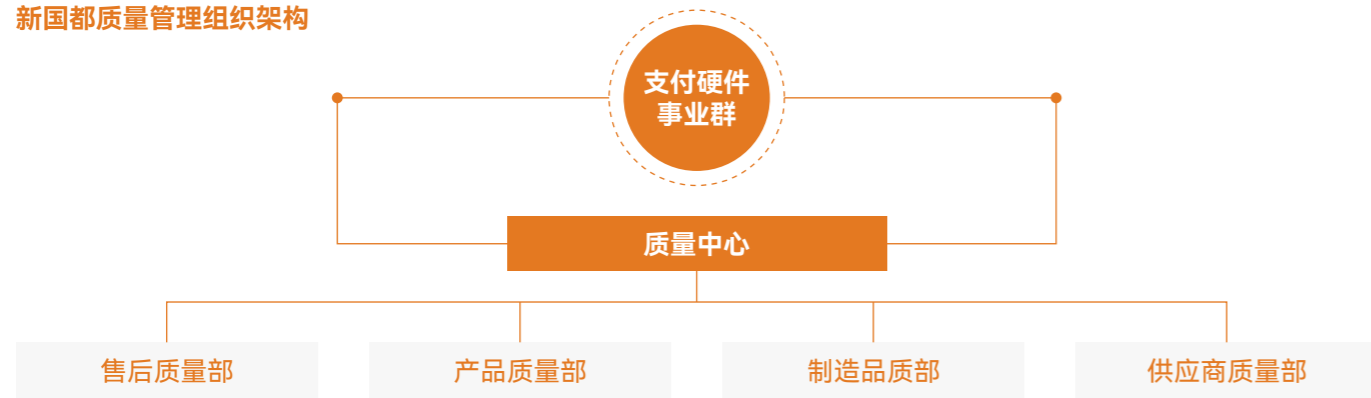 新国都质量管理组织架构
支付硬件
事业群
质量中心
售后质量部
产品质量部
制造品质部
供应商质量部